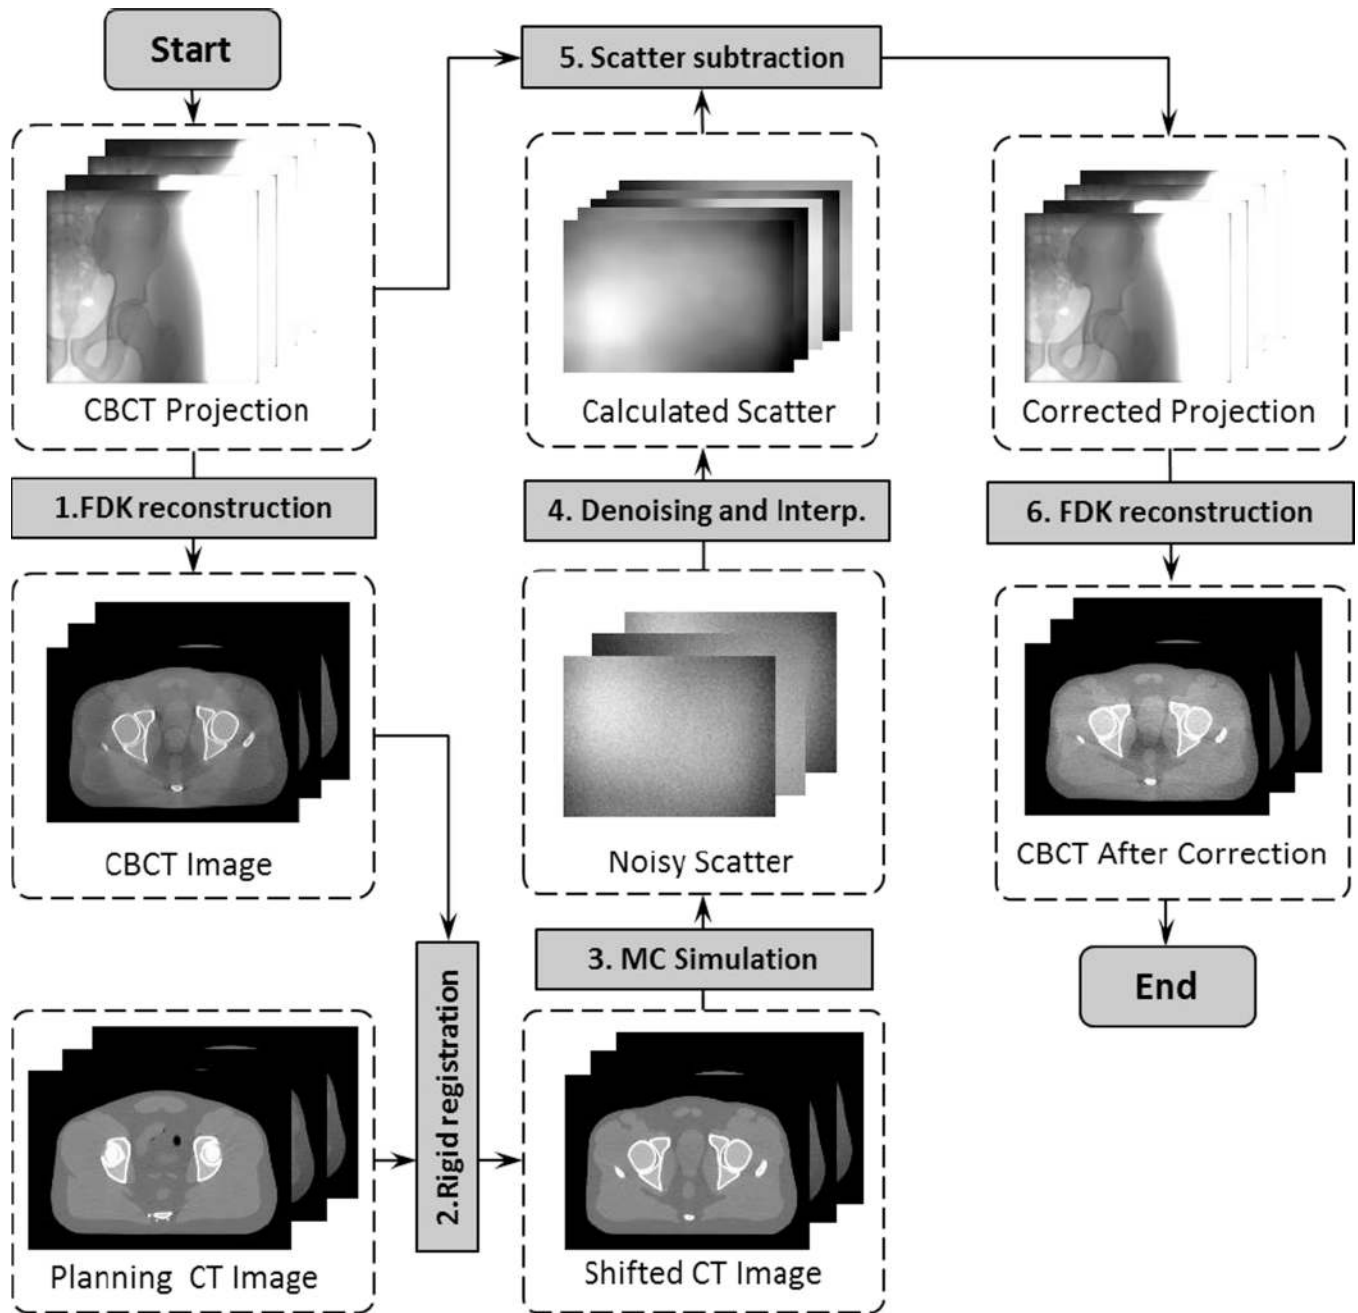 Start
5. Scatter subtraction
CBCT Projection
Calculated Scatter
Corrected Projection
1.FDK reconstruction
4. Denoising and Interp.
6. FDK reconstruction
CBCT Image
Noisy Scatter
CBCT After Correction
2.Rigid registration
3. MC Simulation
End
Planning CT Image
Shifted CT Image